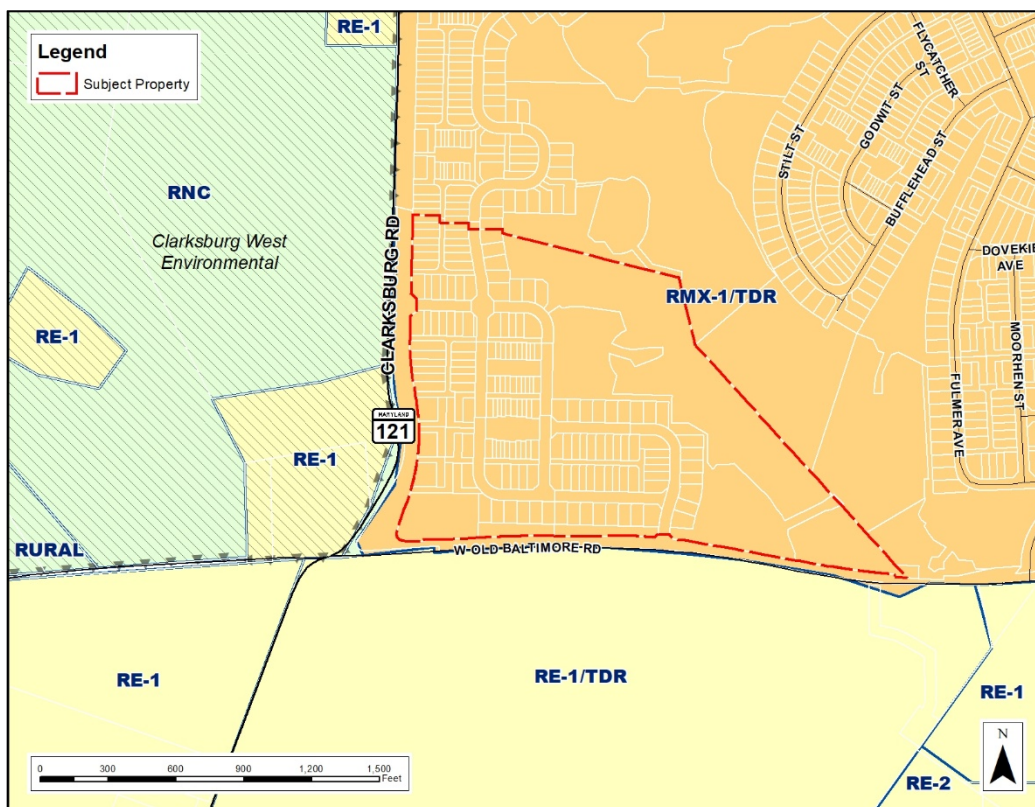 Legend
Subject Property
RE-1
FLYCATCHER
ST
GODWIT ST
STILT ST
BUFFLEHEAD ST
RNC
Clarksburg West
Environmental
CLARKSBURG RD
DOVEKIE
AVE
RMX-1/TDR
RE-1
MOORHEN ST
FULMER AVE
MARYLAND
121
RE-1
RURAL
W OLD BALTIMORE RD
RE-1
RE-1/TDR
RE-1
N
RE-2
0 300 600 900 1,200 1,500
Feet